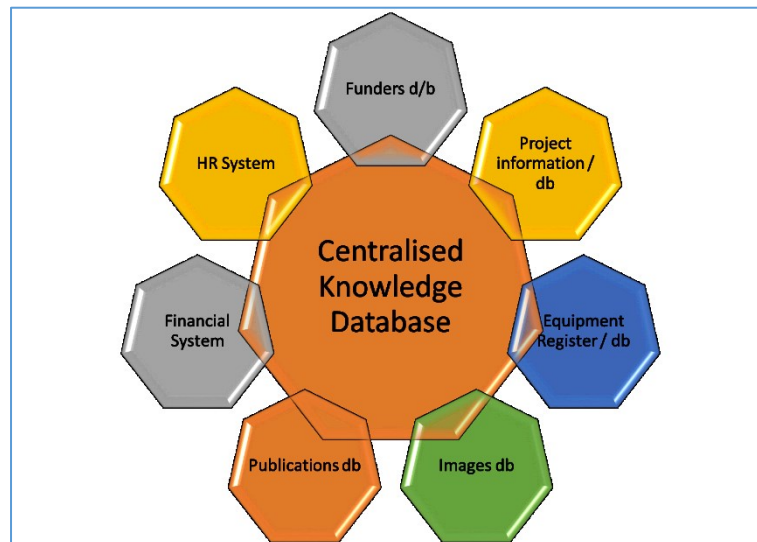 Funders d/b
HR System
Project
information /
db
Centralised
Knowledge
Database
Financial
System
Equipment
Register / db
Publications db
Images db